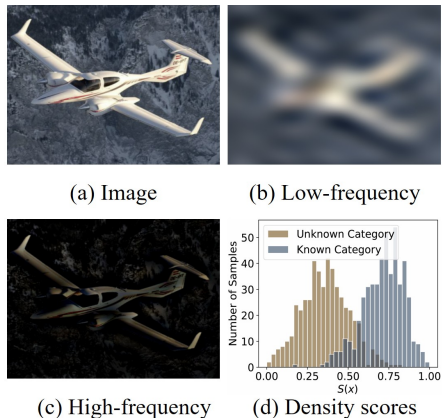 (a) Image
(b) Low-frequency
Number of Samples
50
40
30
20
10
0
Unknown Category
Known Category
0.00 0.25 0.50 0.75 1.00
S(x)
(c) High-frequency
(d) Density scores